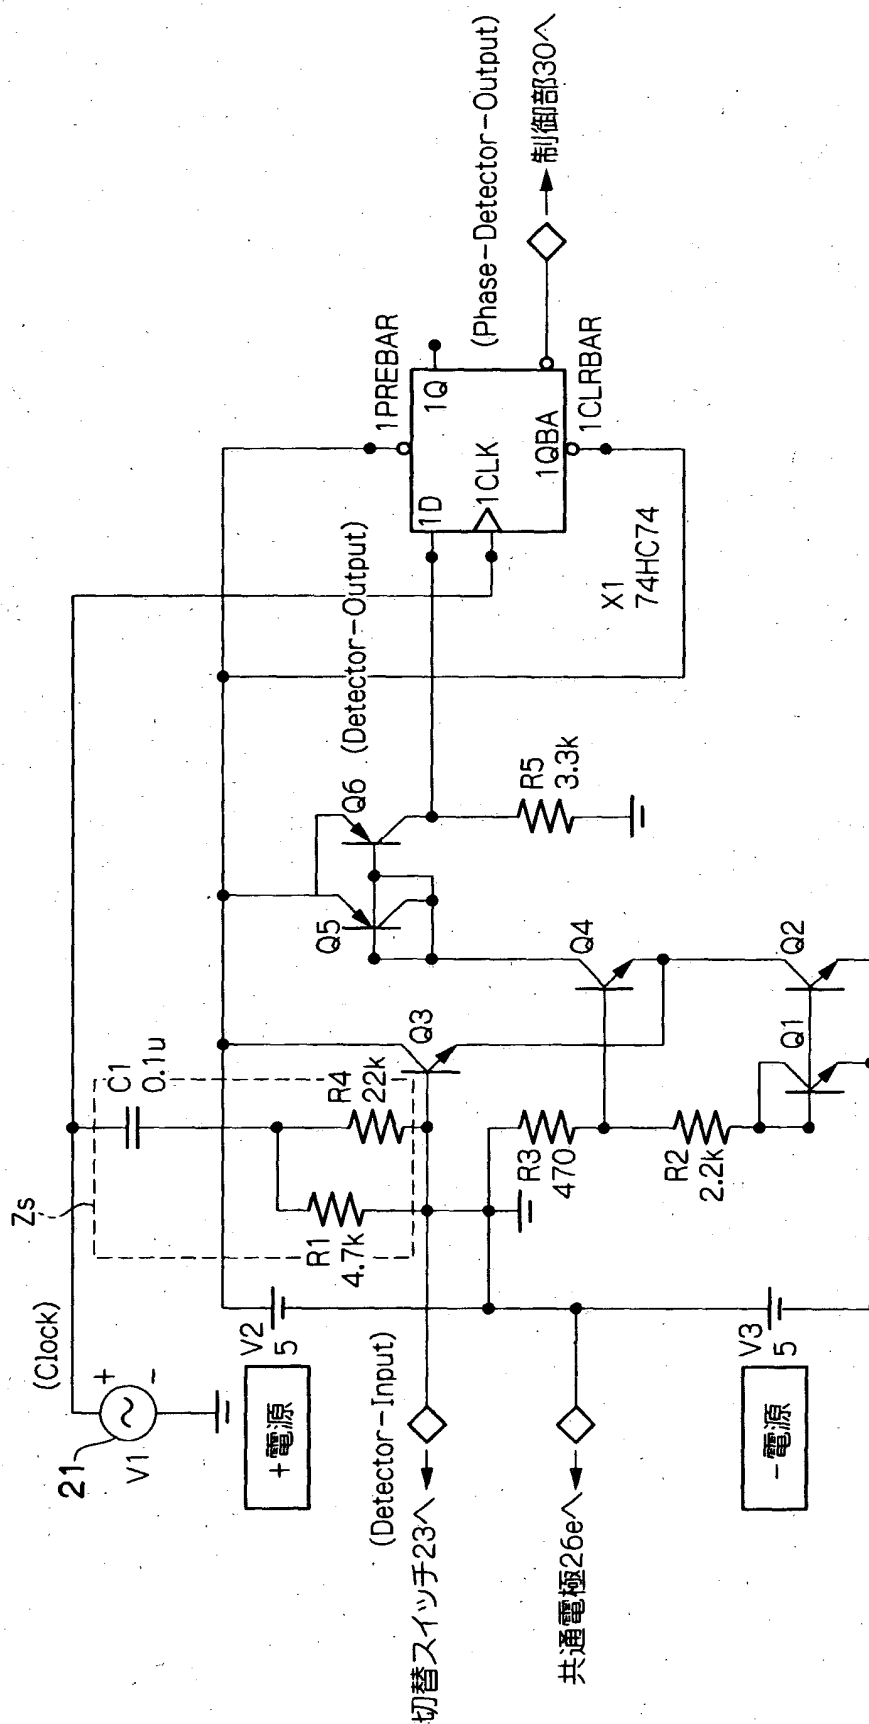 (Clock)
21
V1
+
-
Zs
C1
0.1u
R4
22k
R1
4.7k
V2
5
+電源
(Detector-Input)
切替スイッチ23へ
共通電極26eへ
V3
5
-電源
Q3
R3
470
R2
2.2k
Q1
Q2
Q4
Q5
Q6
(Detector-Output)
R5
3.3k
1PREBAR
1D
1Q
1CLK
1QBA
1CLRBAR
X1
74HC74
(Phase-Detector-Output)
制御部30へ